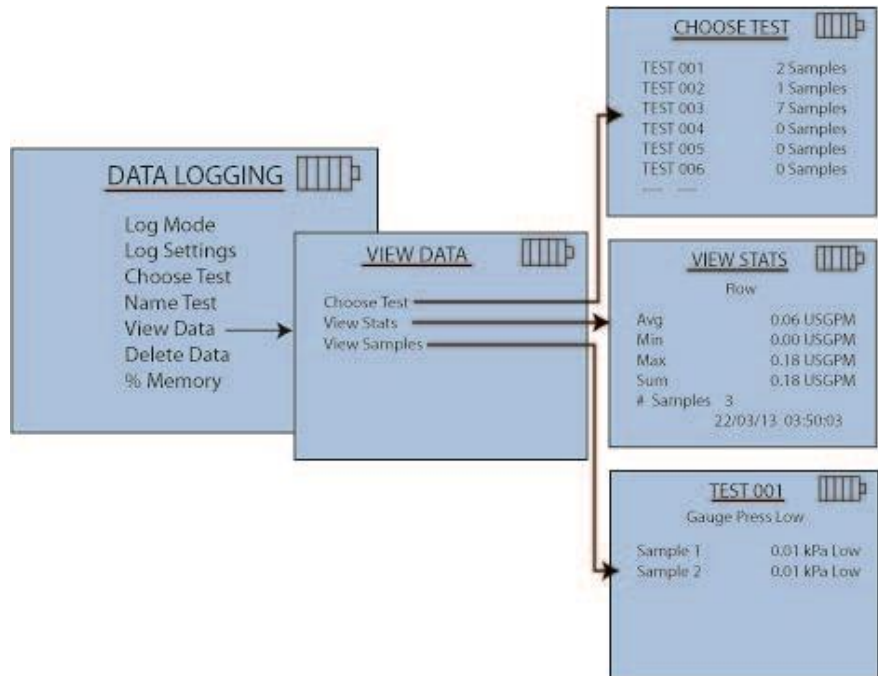 DATA LOGGING
Log Mode
Log Settings
Choose Test
Name Test
View Data
Delete Data
% Memory
VIEW DATA
Choose Test
View Stats
View Samples
CHOOSE TEST
TEST 001 2 Samples
TEST 002 1 Samples
TEST 003 7 Samples
TEST 004 0 Samples
TEST 005 0 Samples
TEST 006 0 Samples
VIEW STATS
Flow
Avg 0.06 USGPM
Min 0.00 USGPM
Max 0.18 USGPM
Sum 0.18 USGPM
# Samples 3
22/03/13 03:50:03
TEST 001
Gauge Press Low
Sample 1 0.01 kPa Low
Sample 2 0.01 kPa Low